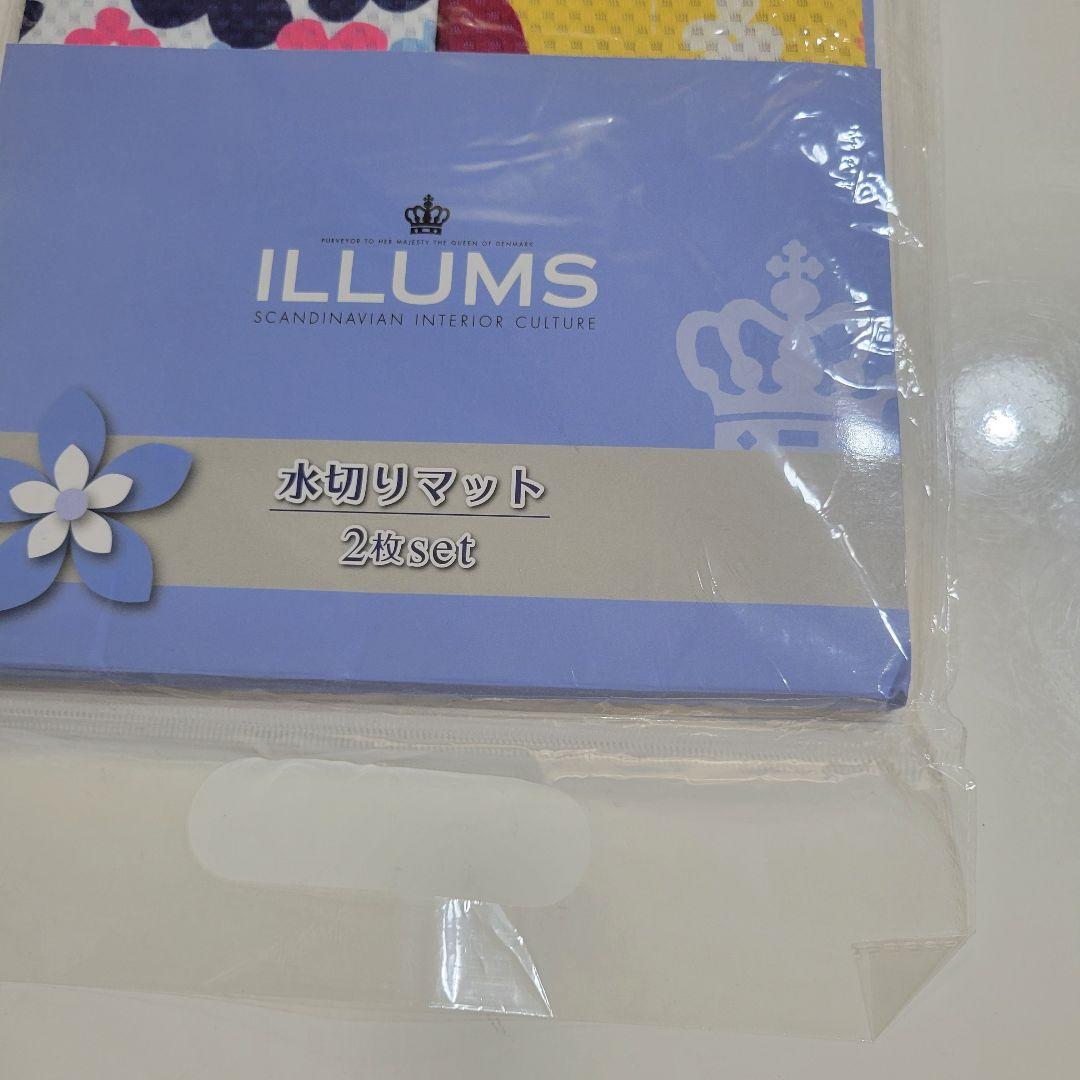 PURVEYOR TO HER MAJESTY THE QUEEN OF DENMARK
ILLUMS
SCANDINAVIAN INTERIOR CULTURE
水切りマット
2枚set